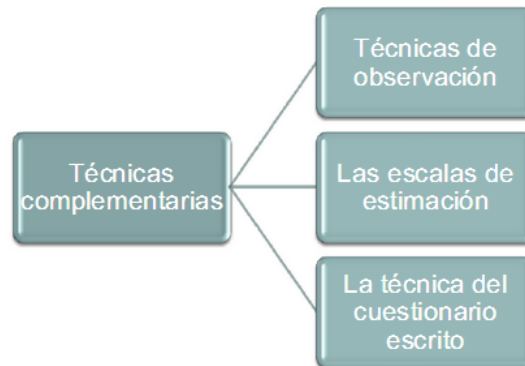 Técnicas
complementarias
Técnicas de
observación
Las escalas de
estimación
La técnica del
cuestionario
escrito